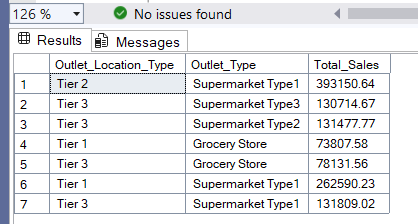 126 % No issues found
Results Messages
Outlet_Location_Type Outlet_Type Total_Sales
1 Tier 2 Supermarket Type1 393150.64
2 Tier 3 Supermarket Type3 130714.67
3 Tier 3 Supermarket Type2 131477.77
4 Tier 1 Grocery Store 73807.58
5 Tier 3 Grocery Store 78131.56
6 Tier 1 Supermarket Type1 262590.23
7 Tier 3 Supermarket Type1 131809.02